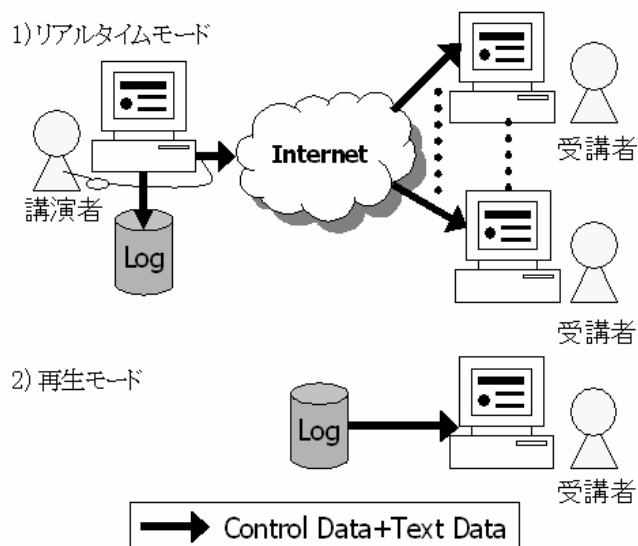 1)リアルタイムモード
Internet
受講者
講演者
Log
受講者
2)再生モード
Log
受講者
Control Data+Text Data